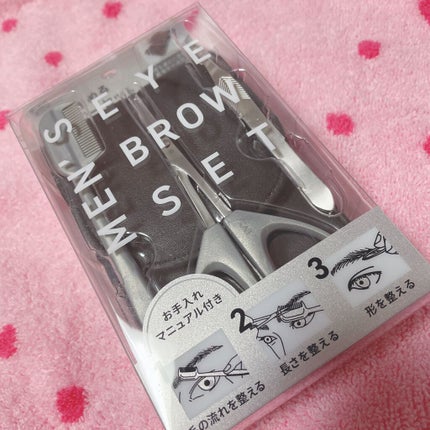 MEN'S EYE
BROW
SET
お手入れ
マニュアル付き
毛の流れを整える
2
長さを整える
3
形を整える